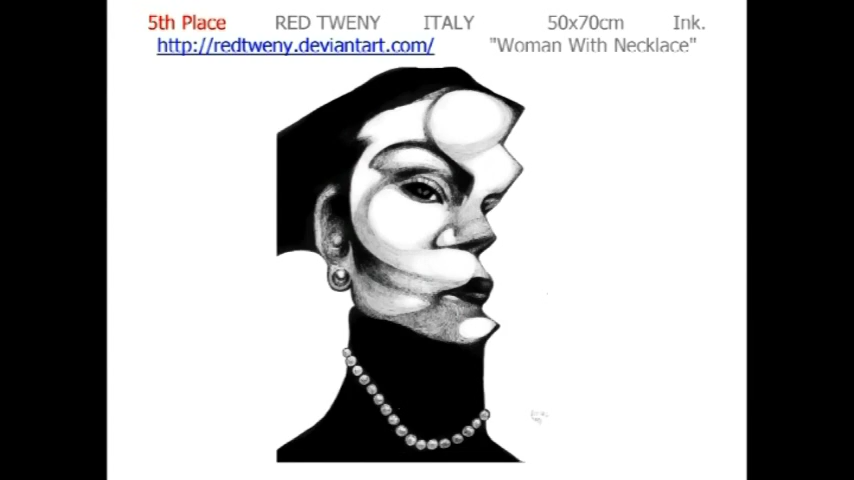 5th Place RED TWENY ITALY 50x70cm Ink.
http://redtweny.deviantart.com/ "Woman With Necklace"